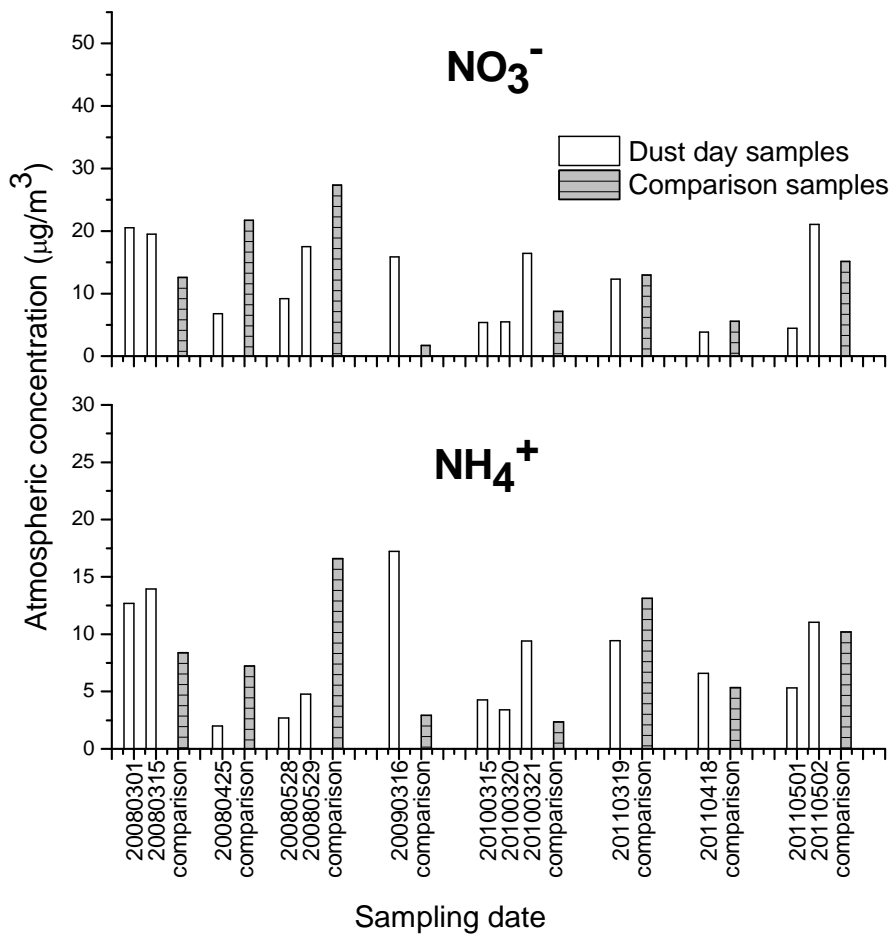 55
50
NO3-
40
30
20
10
0
Dust day samples
Comparison samples
Atmospheric concentration (μg/m3)
30
25
NH4+
20
15
10
5
0
20080301
20080315
comparison
20080425
comparison
20080528
20080529
comparison
20090316
comparison
20100315
20100320
20100321
comparison
20110319
comparison
20110418
comparison
20110501
20110502
comparison
Sampling date